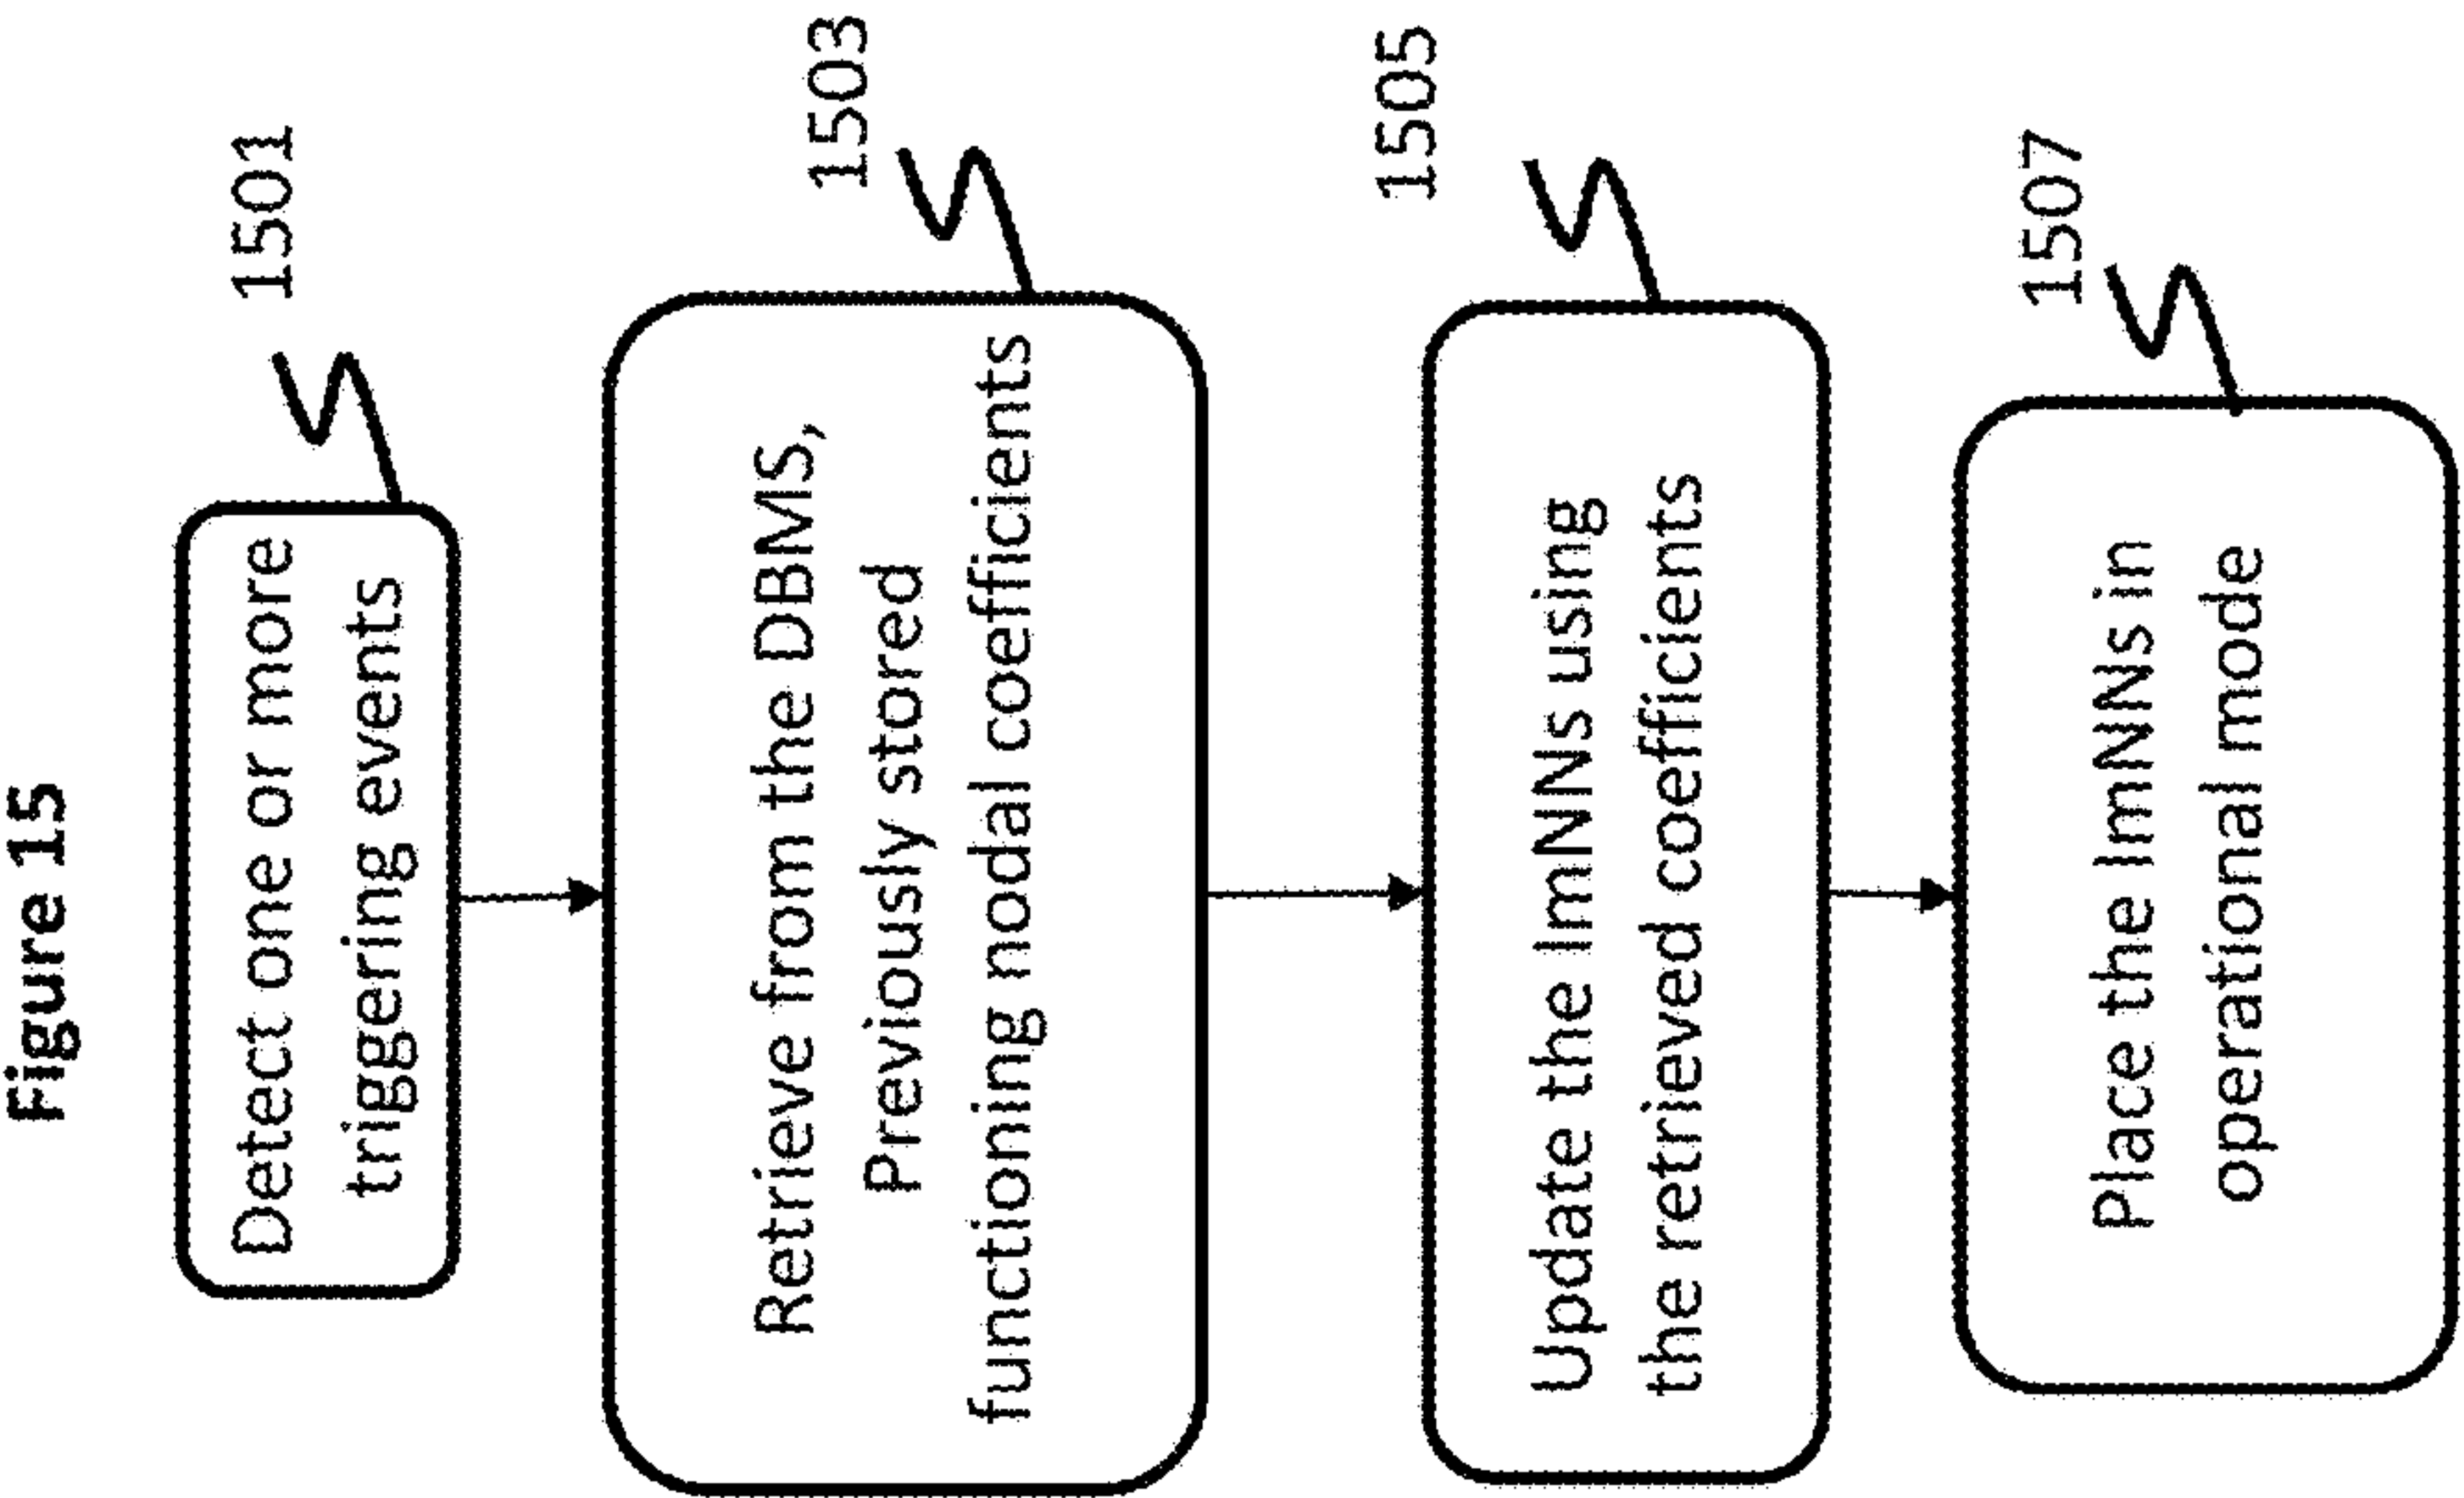 Figure 15
Detect one or more
triggering events
1501
Retrieve from the DBMS,
Previously stored
functioning nodal coefficients
1503
Update the ImNNs using
the retrieved coefficients
1505
Place the ImNNs in
operational mode
1507